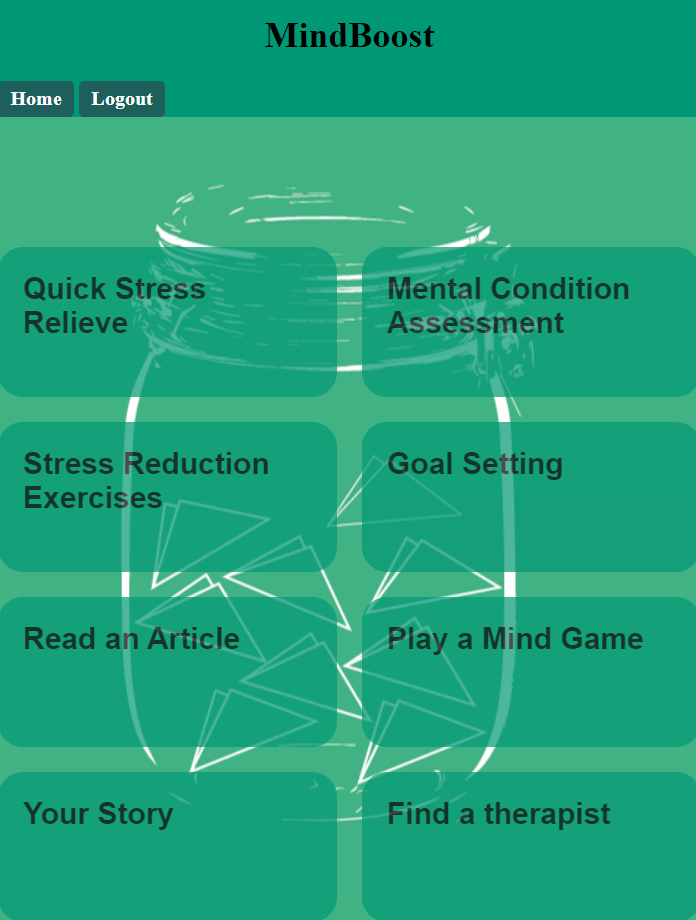 MindBoost
Home Logout
Quick Stress
Relieve
Mental Condition
Assessment
Stress Reduction
Exercises
Goal Setting
Read an Article
Play a Mind Game
Your Story
Find a therapist